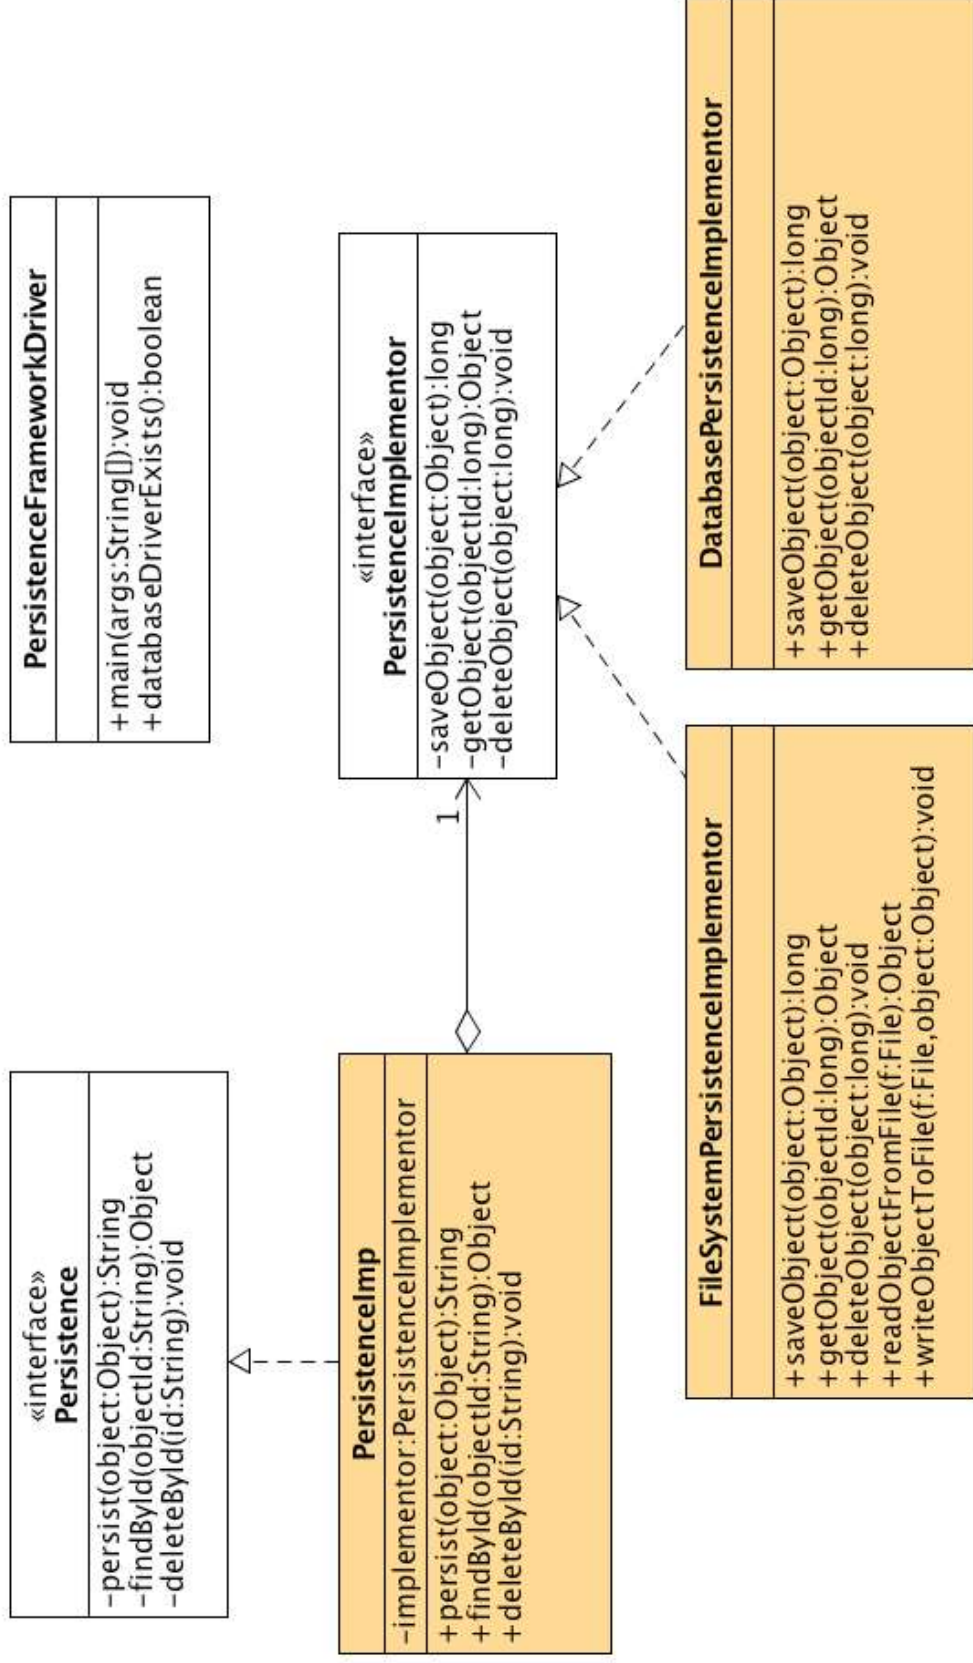 «interface»
Persistence
-persist(object:Object):String
-findById(objectId:String):Object
-deleteById(id:String):void
PersistenceFrameworkDriver
+main(args:String[]):void
+databaseDriverExists():boolean
PersistenceImp
-implementor:PersistenceImplementor
+persist(object:Object):String
+findById(objectId:String):Object
+deleteById(id:String):void
1
«interface»
PersistenceImplementor
-saveObject(object:Object):long
-getObject(objectId:long):Object
-deleteObject(object:long):void
FileSystemPersistenceImplementor
+saveObject(object:Object):long
+getObject(objectId:long):Object
+deleteObject(object:long):void
+readObjectFromFile(f:File):Object
+writeObjectToFile(f:File,object:Object):void
DatabasePersistenceImplementor
+saveObject(object:Object):long
+getObject(objectId:long):Object
+deleteObject(object:long):void